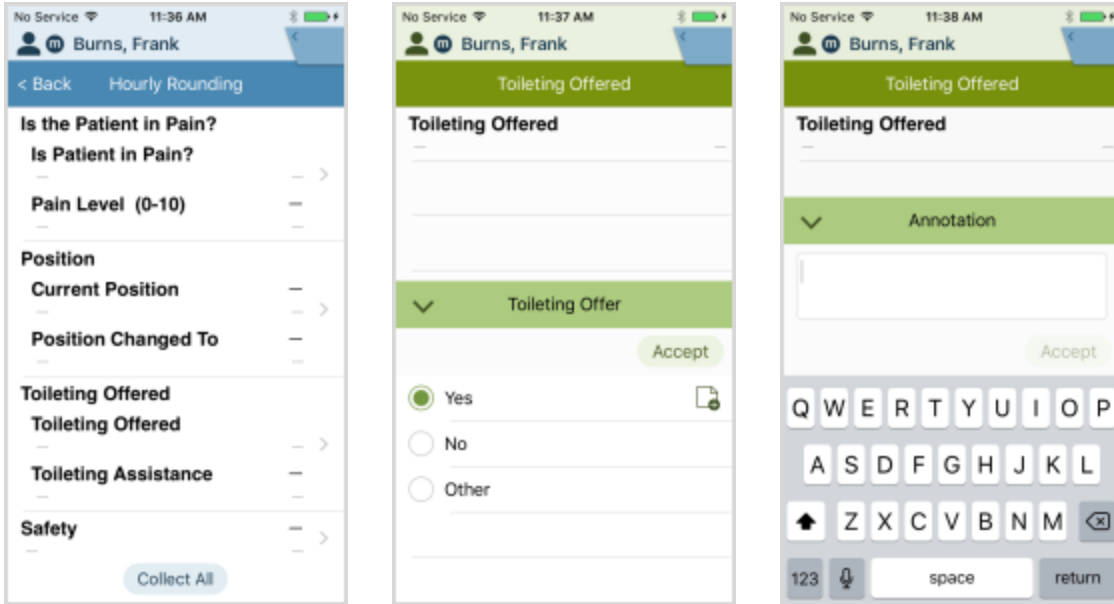 No Service 11:36 AM
m Burns, Frank
< Back Hourly Rounding
Is the Patient in Pain?
Is Patient in Pain?
Pain Level (0-10)
Position
Current Position
Position Changed To
Toileting Offered
Toileting Offered
Toileting Assistance
Safety
Collect All
No Service 11:37 AM
m Burns, Frank
Toileting Offered
Toileting Offered
Toileting Offer
Accept
Yes
No
Other
No Service 11:38 AM
m Burns, Frank
Toileting Offered
Toileting Offered
Annotation
Accept
Q W E R T Y U I O P
A S D F G H J K L
Z X C V B N M
123 space return